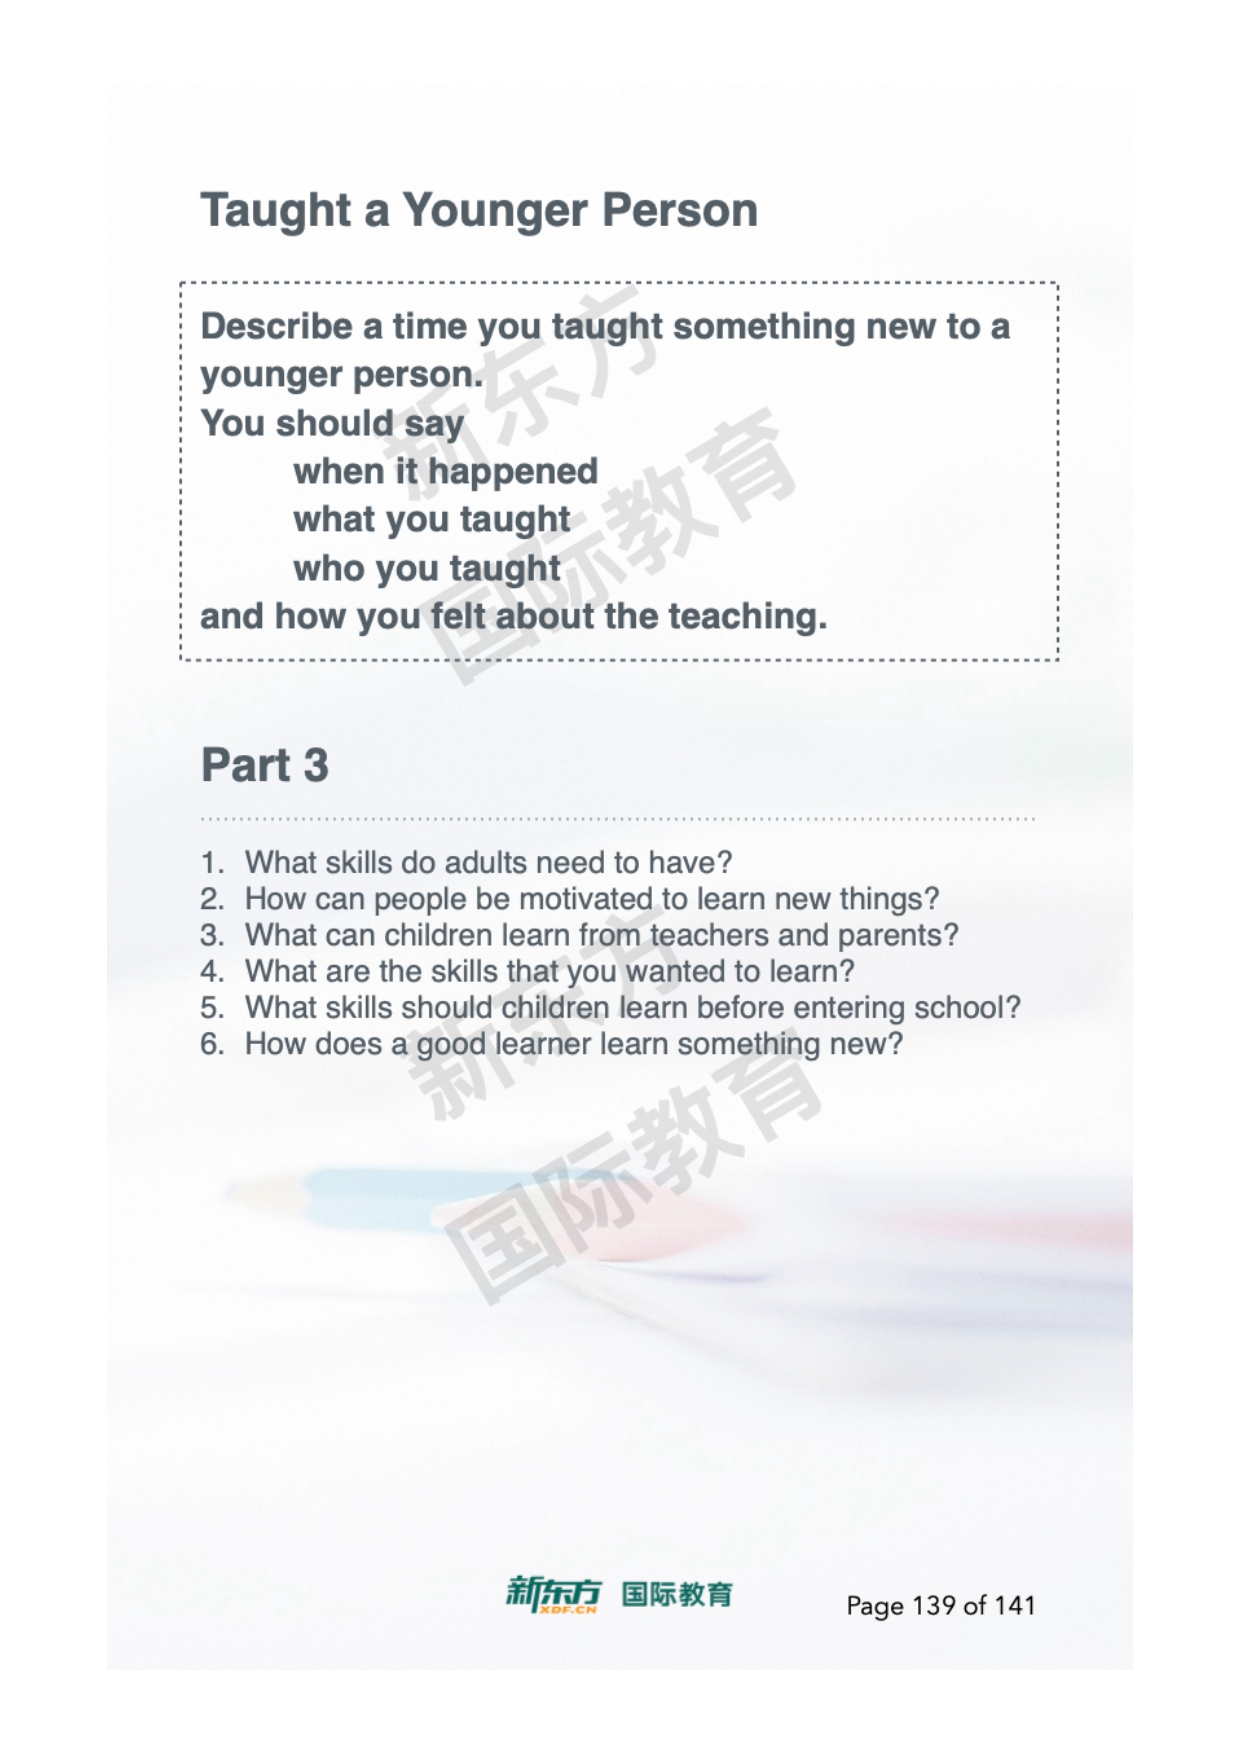 Taught a Younger Person
Describe a time you taught something new to a
younger person.
You should say
when it happened
what you taught
who you taught
and how you felt about the teaching.
新东方
国际教育
Part 3
1. What skills do adults need to have?
2. How can people be motivated to learn new things?
3. What can children learn from teachers and parents?
4. What are the skills that you wanted to learn?
5. What skills should children learn before entering school?
6. How does a good learner learn something new?
新东方
国际教育
新东方 XDF.CN 国际教育
Page 139 of 141